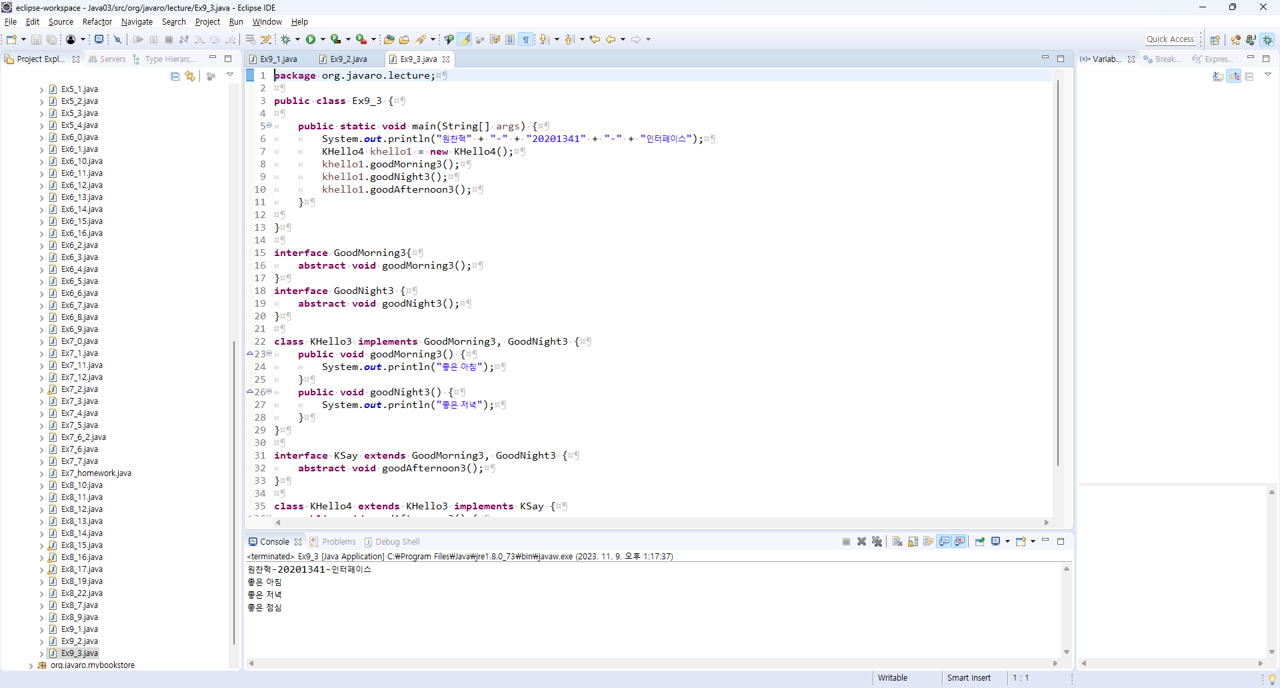 eclipse-workspace - Java03/src/org/javaro/lecture/Ex9_3.java - Eclipse IDE
File Edit Source Refactor Navigate Search Project Run Window Help
Quick Access
Project Expl... Servers Type Hierarc...
Ex5_1.java
Ex5_2.java
Ex5_3.java
Ex5_4.java
Ex6_0.java
Ex6_1.java
Ex6_10.java
Ex6_11.java
Ex6_12.java
Ex6_13.java
Ex6_14.java
Ex6_15.java
Ex6_16.java
Ex6_2.java
Ex6_3.java
Ex6_4.java
Ex6_5.java
Ex6_6.java
Ex6_7.java
Ex6_8.java
Ex6_9.java
Ex7_0.java
Ex7_1.java
Ex7_11.java
Ex7_12.java
Ex7_2.java
Ex7_3.java
Ex7_4.java
Ex7_5.java
Ex7_6_2.java
Ex7_6.java
Ex7_7.java
Ex7_homework.java
Ex8_10.java
Ex8_11.java
Ex8_12.java
Ex8_13.java
Ex8_14.java
Ex8_15.java
Ex8_16.java
Ex8_17.java
Ex8_19.java
Ex8_22.java
Ex8_7.java
Ex8_9.java
Ex9_1.java
Ex9_2.java
Ex9_3.java
org.javaro.mybookstore
Ex9_1.java Ex9_2.java Ex9_3.java
1 package org.javaro.lecture;
2
3 public class Ex9_3 {
4
5 public static void main(String[] args) {
6 System.out.println("원찬혁" + "-" + "20201341" + "-" + "인터페이스");
7 KHello4 khello1 = new KHello4();
8 khello1.goodMorning3();
9 khello1.goodNight3();
10 khello1.goodAfternoon3();
11 }
12
13 }
14
15 interface GoodMorning3{
16 abstract void goodMorning3();
17 }
18 interface GoodNight3 {
19 abstract void goodNight3();
20 }
21
22 class KHello3 implements GoodMorning3, GoodNight3 {
23 public void goodMorning3() {
24 System.out.println("좋은 아침");
25 }
26 public void goodNight3() {
27 System.out.println("좋은 저녁");
28 }
29 }
30
31 interface KSay extends GoodMorning3, GoodNight3 {
32 abstract void goodAfternoon3();
33 }
34
35 class KHello4 extends KHello3 implements KSay {
Variab... Break... Expres...
Console Problems Debug Shell
<terminated> Ex9_3 [Java Application] C:₩Program Files₩Java₩jre1.8.0_73₩bin₩javaw.exe (2023. 11. 9. 오후 1:17:37)
원찬혁-20201341-인터페이스
좋은 아침
좋은 저녁
좋은 점심
Writable Smart Insert 1 : 1